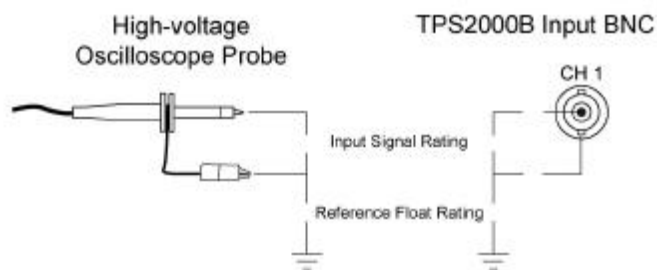 High-voltage
Oscilloscope Probe
TPS2000B Input BNC
CH 1
Input Signal Rating
Reference Float Rating